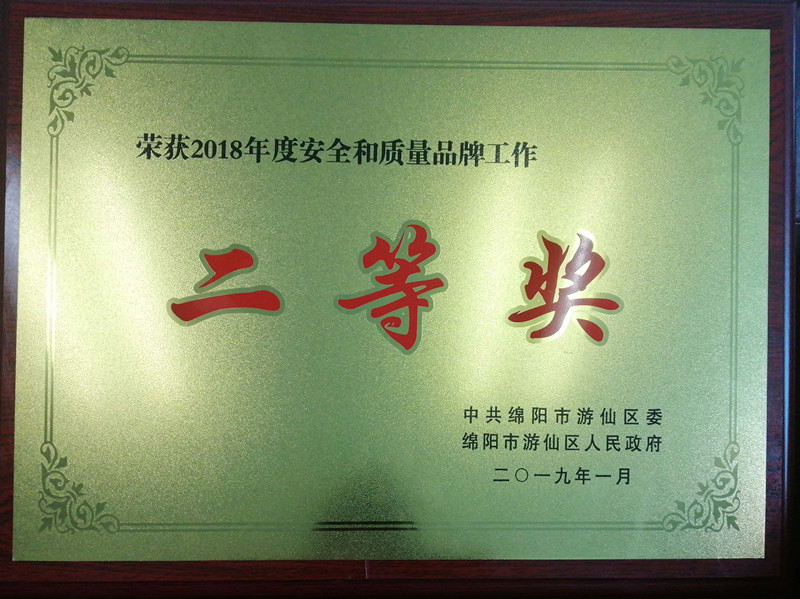 荣获2018年度安全和质量品牌工作
二等奖
中共绵阳市游仙区委
绵阳市游仙区人民政府
二〇一九年一月